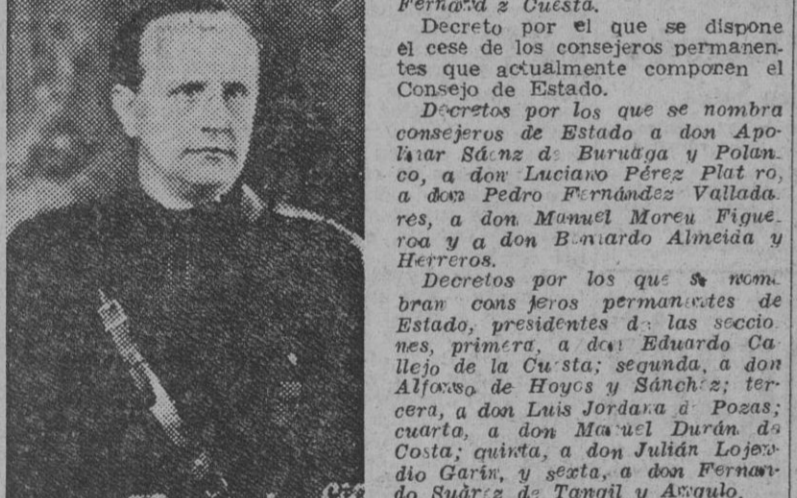 Fernánd z Cuesta.
Decreto por el que se dispone
el cese de los consejeros permanen-
tes que actualmente componen el
Consejo de Estado.
Decretos por los que se nombra
consejeros de Estado a don Apo-
linar Sáenz de Buruaga y Polan-
co, a don Luciano Pérez Plat ro,
a don Pedro Fernández Vallada
res, a don Manuel Moreu Figue-
roa y a don Bernardo Almeida y
Herreros.
Decretos por los que se nom-
bran cons jeros permanentes de
Estado, presidentes de las seccio
nes, primera, a don Eduardo Ca
llejo de la Cuesta; segunda, a don
Alfonso de Hoyos y Sánchez; ter-
cera, a don Luis Jordana d Pozas;
cuarta, a don Manuel Durán de
Costa; quinta, a don Julián Lojen-
dio Garín, y sexta, a don Fernan-
do Suárez de Tangil y Angulo.